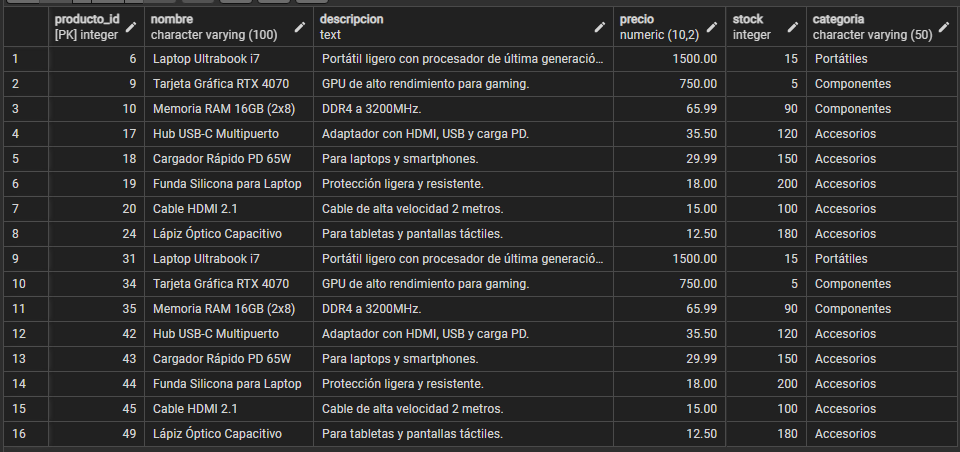 producto_id nombre descripcion precio stock categoria
[PK] integer character varying (100) text numeric (10,2) integer character varying (50)
1 6 Laptop Ultrabook i7 Portátil ligero con procesador de última generació… 1500.00 15 Portátiles
2 9 Tarjeta Gráfica RTX 4070 GPU de alto rendimiento para gaming. 750.00 5 Componentes
3 10 Memoria RAM 16GB (2x8) DDR4 a 3200MHz. 65.99 90 Componentes
4 17 Hub USB-C Multipuerto Adaptador con HDMI, USB y carga PD. 35.50 120 Accesorios
5 18 Cargador Rápido PD 65W Para laptops y smartphones. 29.99 150 Accesorios
6 19 Funda Silicona para Laptop Protección ligera y resistente. 18.00 200 Accesorios
7 20 Cable HDMI 2.1 Cable de alta velocidad 2 metros. 15.00 100 Accesorios
8 24 Lápiz Óptico Capacitivo Para tabletas y pantallas táctiles. 12.50 180 Accesorios
9 31 Laptop Ultrabook i7 Portátil ligero con procesador de última generació… 1500.00 15 Portátiles
10 34 Tarjeta Gráfica RTX 4070 GPU de alto rendimiento para gaming. 750.00 5 Componentes
11 35 Memoria RAM 16GB (2x8) DDR4 a 3200MHz. 65.99 90 Componentes
12 42 Hub USB-C Multipuerto Adaptador con HDMI, USB y carga PD. 35.50 120 Accesorios
13 43 Cargador Rápido PD 65W Para laptops y smartphones. 29.99 150 Accesorios
14 44 Funda Silicona para Laptop Protección ligera y resistente. 18.00 200 Accesorios
15 45 Cable HDMI 2.1 Cable de alta velocidad 2 metros. 15.00 100 Accesorios
16 49 Lápiz Óptico Capacitivo Para tabletas y pantallas táctiles. 12.50 180 Accesorios